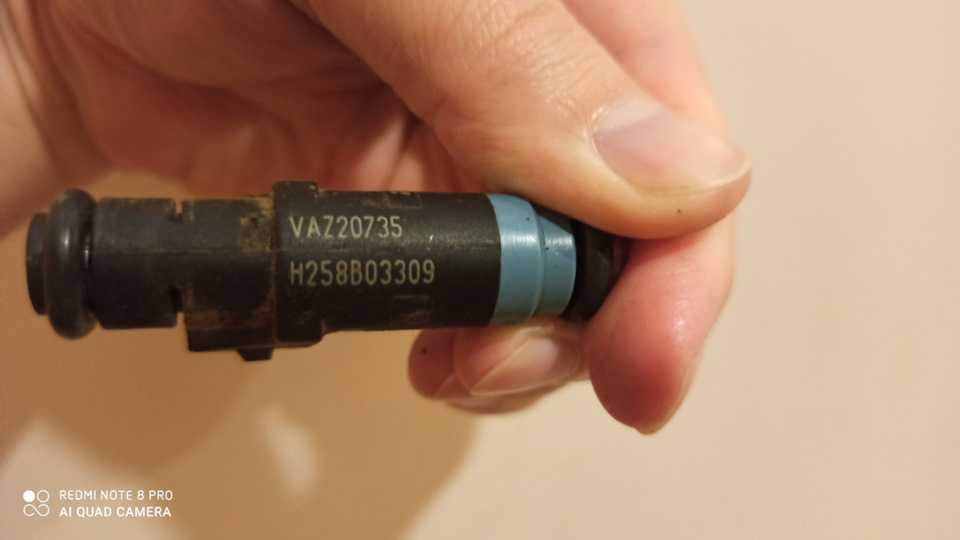 VAZ20735
H258B03309
REDMI NOTE 8 PRO
AI QUAD CAMERA